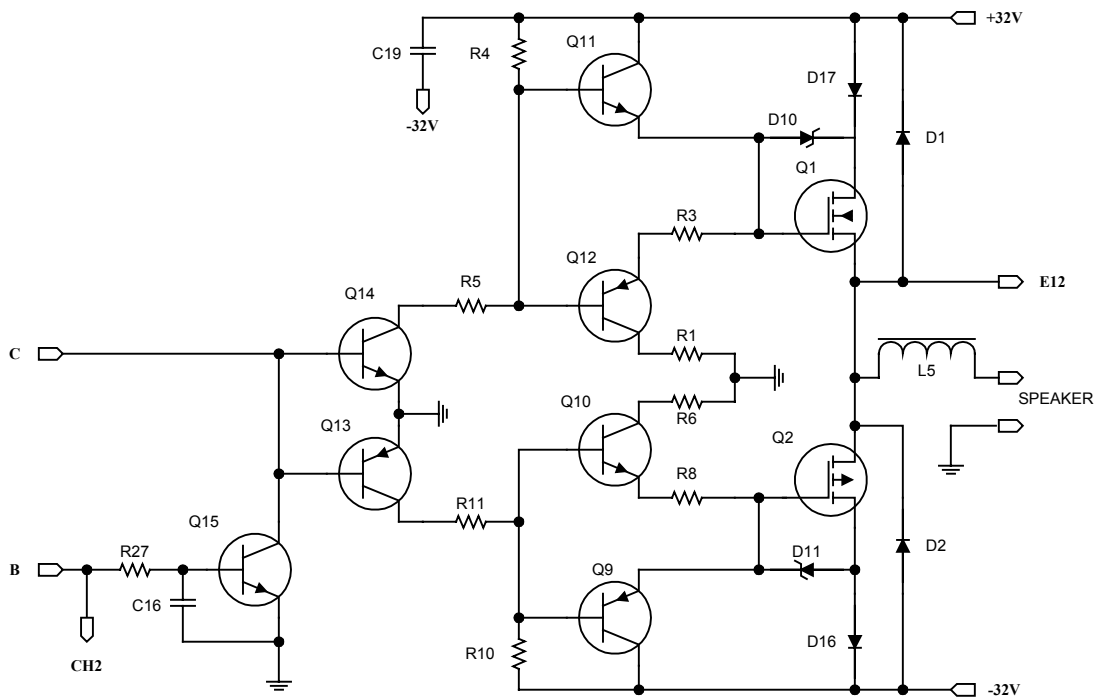 +32V
Q11
C19
R4
D17
-32V
D10
D1
Q1
R3
Q12
R5
E12
Q14
R1
C
L5
SPEAKER
Q10
R6
Q13
Q2
R8
R11
Q15
R27
D11
D2
B
Q9
C16
D16
R10
CH2
-32V